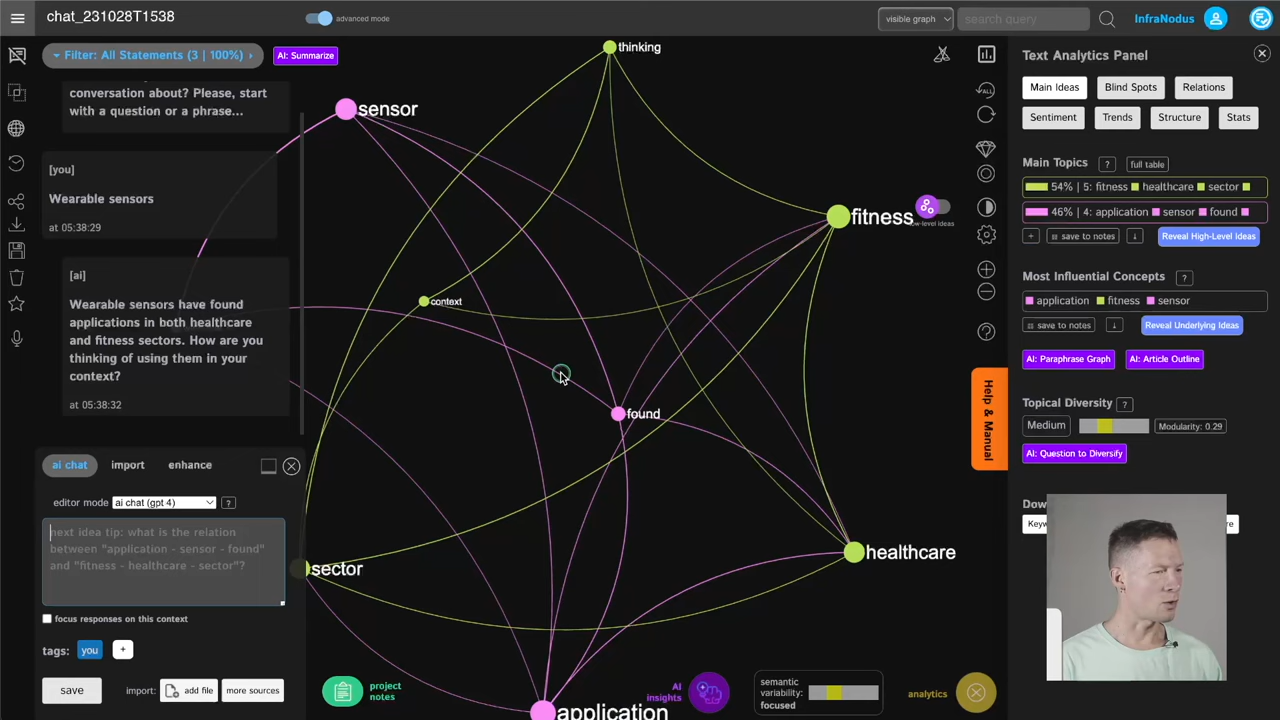 chat_231028T1538
advanced mode
visible graph
search query
InfraNodus
Filter: All Statements (3 | 100%)
AI: Summarize
conversation about? Please, start
with a question or a phrase...
[you]
Wearable sensors
at 05:38:29
[ai]
Wearable sensors have found
applications in both healthcare
and fitness sectors. How are you
thinking of using them in your
context?
at 05:38:32
ai chat
import
enhance
editor mode
ai chat (gpt 4)
?
next idea tip: what is the relation
between "application - sensor - found"
and "fitness - healthcare - sector"?
focus responses on this context
tags:
you
+
save
import:
add file
more sources
thinking
sensor
fitness
context
found
healthcare
sector
application
project
notes
AI
insights
semantic
variability:
focused
analytics
ALL
Help & Manual
Text Analytics Panel
Main Ideas
Blind Spots
Relations
Sentiment
Trends
Structure
Stats
Main Topics
?
full table
54% | 5: fitness healthcare sector
46% | 4: application sensor found
+
save to notes
↓
Reveal High-Level Ideas
Most Influential Concepts
?
application fitness sensor
save to notes
↓
Reveal Underlying Ideas
AI: Paraphrase Graph
AI: Article Outline
Topical Diversity
?
Medium
Modularity: 0.29
AI: Question to Diversify